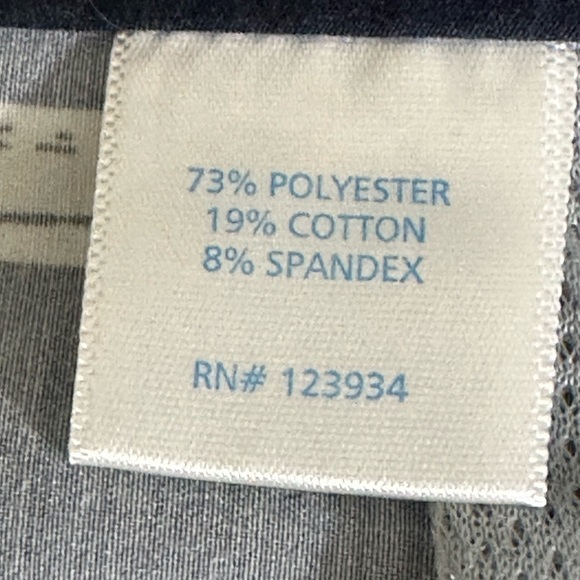 73% POLYESTER
19% COTTON
8% SPANDEX
RN# 123934